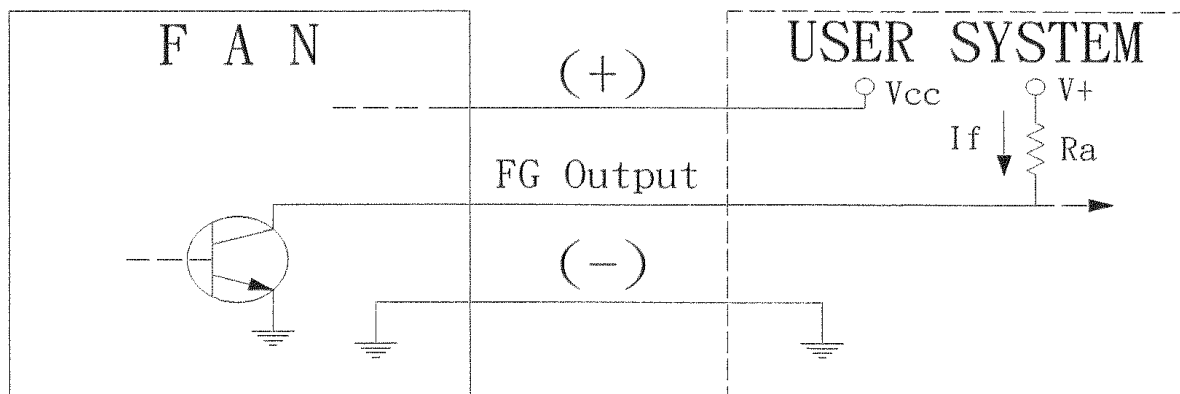 F A N
USER SYSTEM
(+)
Vcc
V+
If
Ra
FG Output
(-)